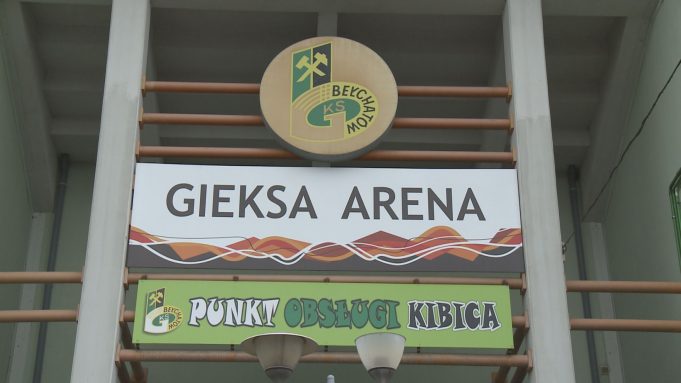 BEŁCHATÓW
GKS
GIEKSA ARENA
BEŁCHATÓW
GKS
PUNKT OBSŁUGI KIBICA